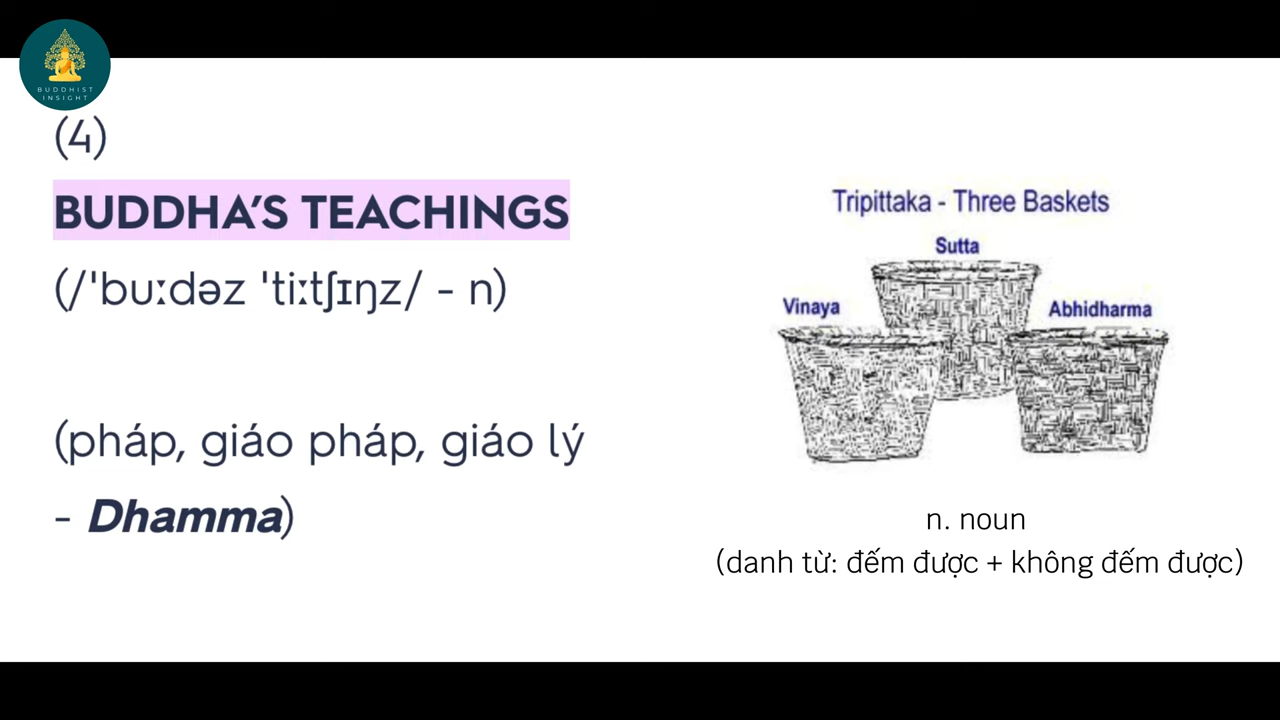 BUDDHIST
INSIGHT
(4)
BUDDHA'S TEACHINGS
(/ˈbuːdəz ˈtiːtʃɪŋz/ - n)
(pháp, giáo pháp, giáo lý
- Dhamma)
Tripittaka - Three Baskets
Sutta
Vinaya
Abhidharma
n. noun
(danh từ: đếm được + không đếm được)